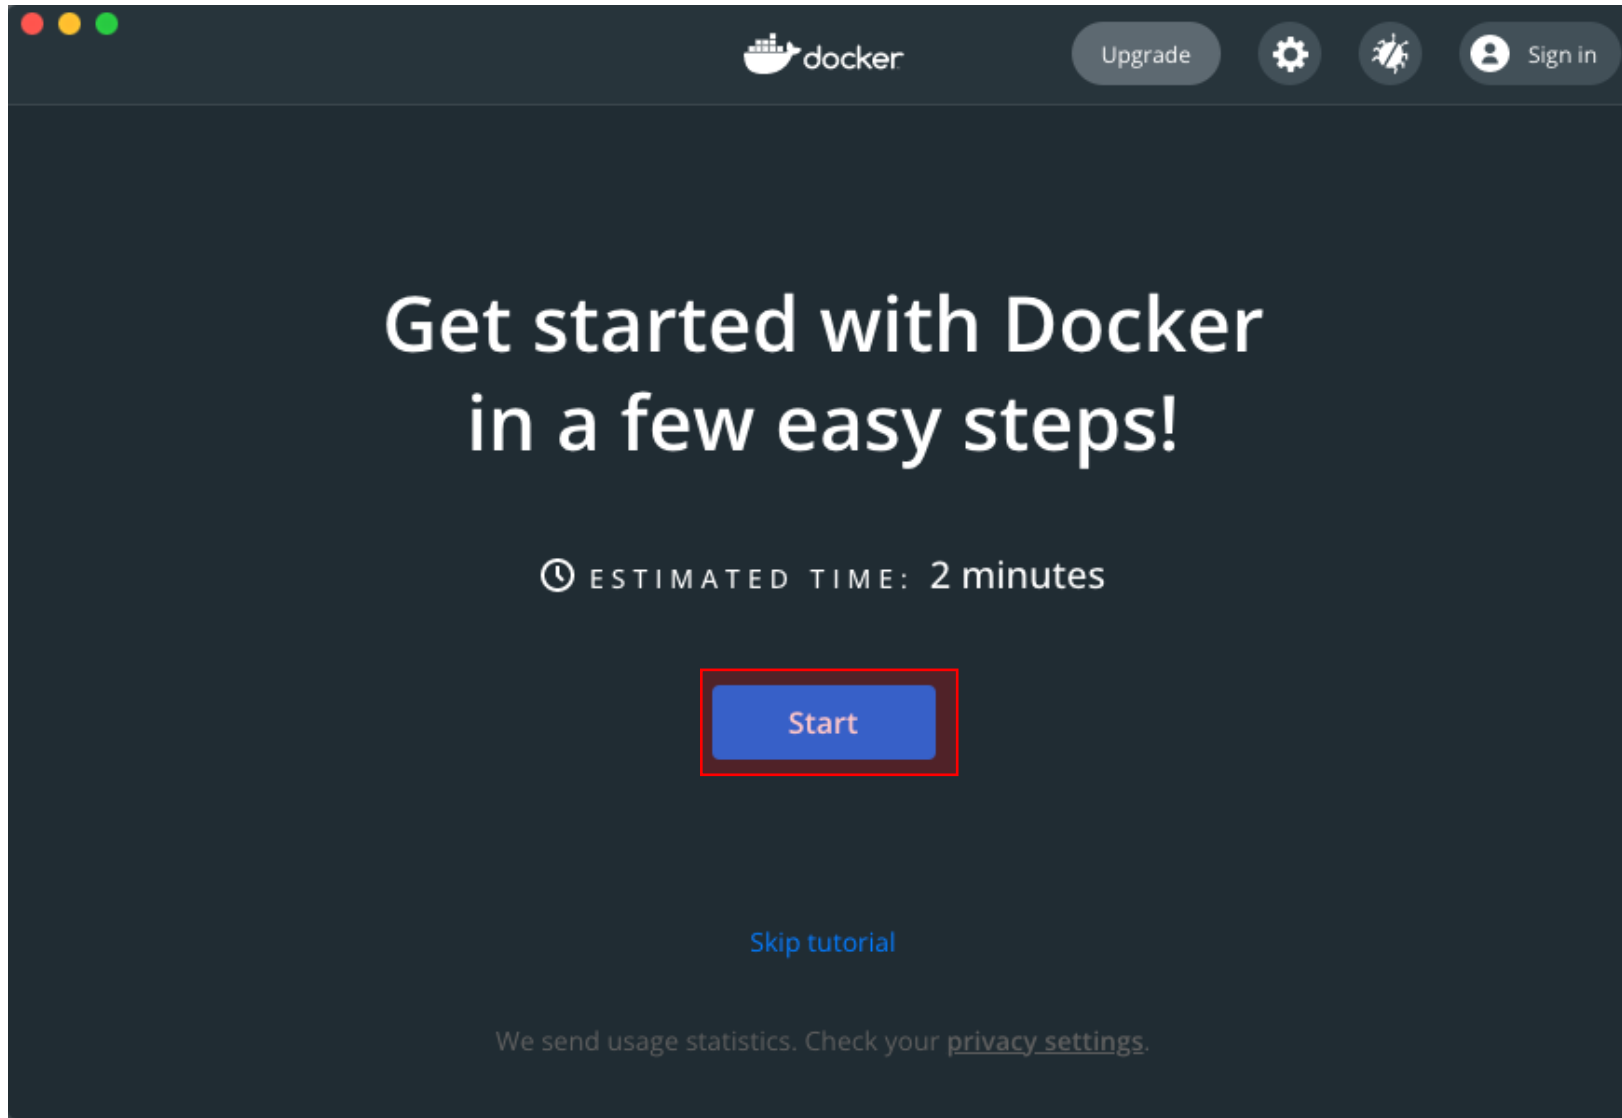 docker
Upgrade
Sign in
Get started with Docker
in a few easy steps!
ESTIMATED TIME: 2 minutes
Start
Skip tutorial
We send usage statistics. Check your privacy settings.